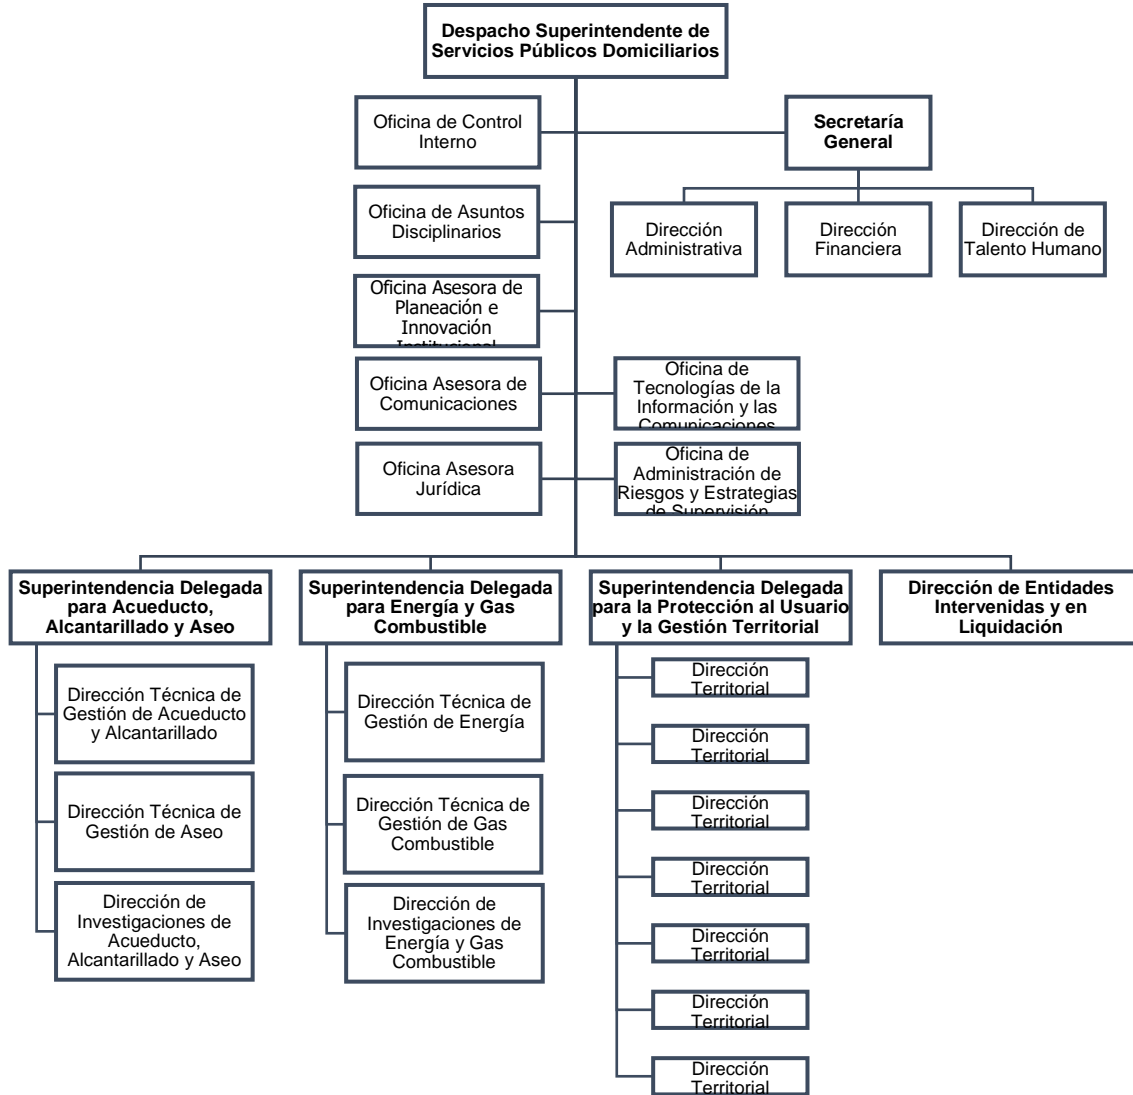 Despacho Superintendente de
Servicios Públicos Domiciliarios
Oficina de Control
Interno
Secretaría
General
Oficina de Asuntos
Disciplinarios
Dirección
Administrativa
Dirección
Financiera
Dirección de
Talento Humano
Oficina Asesora de
Planeación e
Innovación
Institucional
Oficina Asesora de
Comunicaciones
Oficina de
Tecnologías de la
Información y las
Comunicaciones
Oficina Asesora
Jurídica
Oficina de
Administración de
Riesgos y Estrategias
de Supervisión
Superintendencia Delegada
para Acueducto,
Alcantarillado y Aseo
Superintendencia Delegada
para Energía y Gas
Combustible
Superintendencia Delegada
para la Protección al Usuario
y la Gestión Territorial
Dirección de Entidades
Intervenidas y en
Liquidación
Dirección Técnica de
Gestión de Acueducto
y Alcantarillado
Dirección Técnica de
Gestión de Aseo
Dirección de
Investigaciones de
Acueducto,
Alcantarillado y Aseo
Dirección Técnica de
Gestión de Energía
Dirección Técnica de
Gestión de Gas
Combustible
Dirección de
Investigaciones de
Energía y Gas
Combustible
Dirección
Territorial
Dirección
Territorial
Dirección
Territorial
Dirección
Territorial
Dirección
Territorial
Dirección
Territorial
Dirección
Territorial